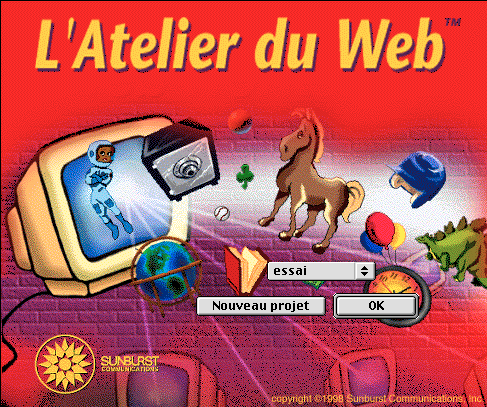 L'Atelier du Web™
essai
Nouveau projet
OK
SUNBURST
COMMUNICATIONS
copyright ©1998 Sunburst Communications, Inc.